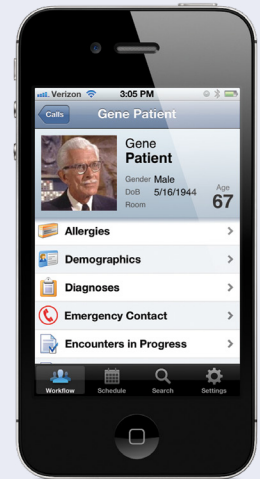 Verizon 3:05 PM
Calls Gene Patient
Gene
Patient
Gender Male
DoB 5/16/1944 Age
Room 67
Allergies
Demographics
Diagnoses
Emergency Contact
Encounters in Progress
Workflow Schedule Search Settings